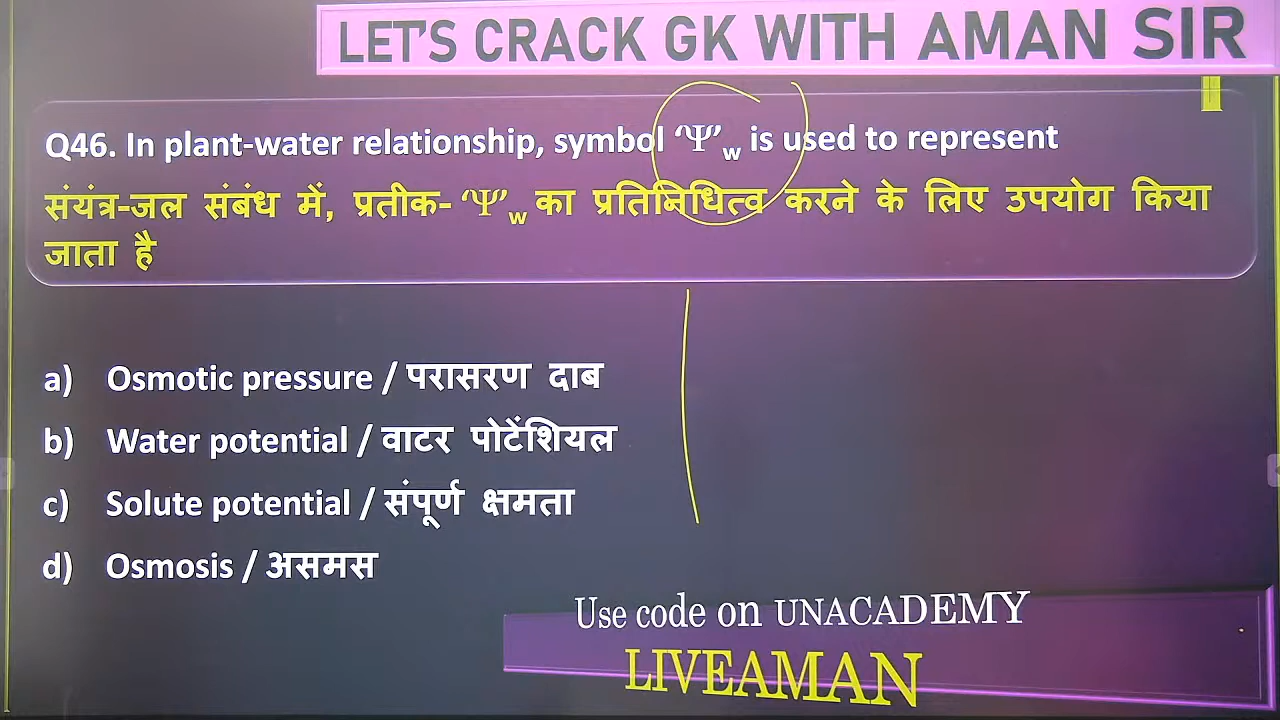 LET'S CRACK GK WITH AMAN SIR
Q46. In plant-water relationship, symbol ‘Ψ’w is used to represent
संयंत्र-जल संबंध में, प्रतीक- ‘Ψ’w का प्रतिनिधित्व करने के लिए उपयोग किया
जाता है
a) Osmotic pressure / परासरण दाब
b) Water potential / वाटर पोटेंशियल
c) Solute potential / संपूर्ण क्षमता
d) Osmosis / असमस
Use code on UNACADEMY
LIVEAMAN